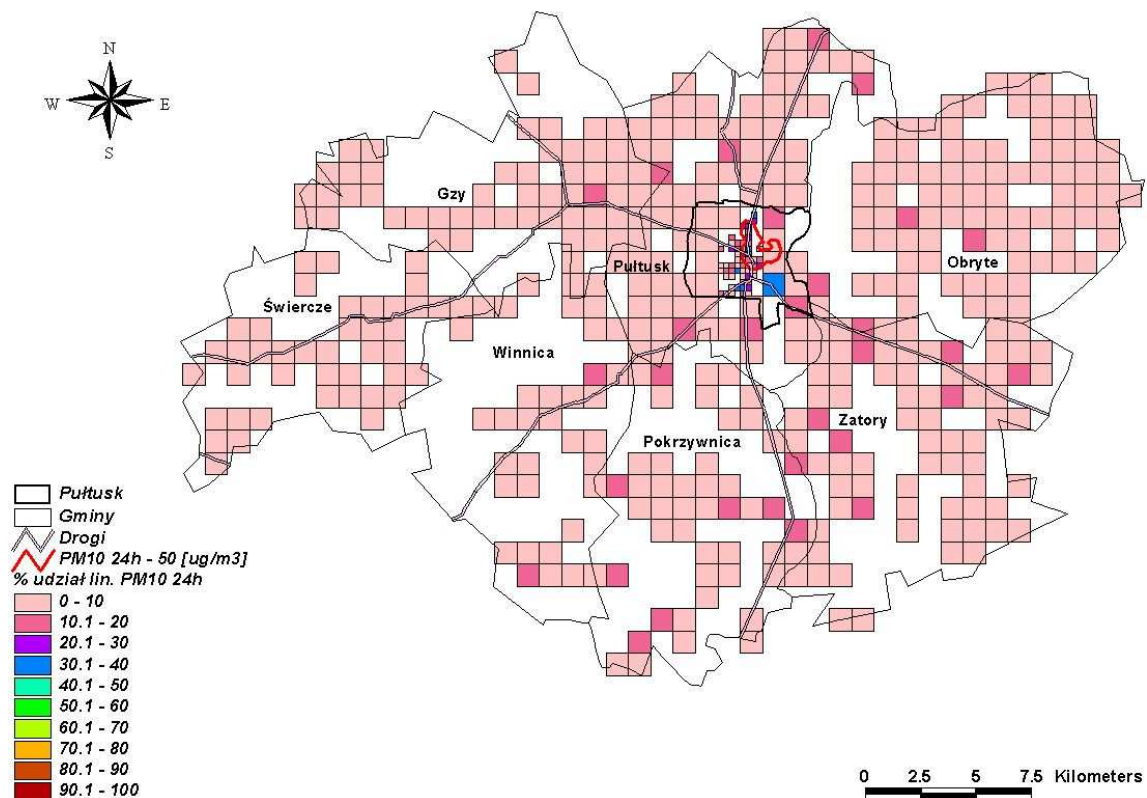 N
W E
S
Gzy
Pułtusk
Obryte
Świercze
Winnica
Zatory
Pokrzywnica
Pułtusk
Gminy
Drogi
PM10 24h - 50 [ug/m3]
% udział lin. PM10 24h
0 - 10
10.1 - 20
20.1 - 30
30.1 - 40
40.1 - 50
50.1 - 60
60.1 - 70
70.1 - 80
80.1 - 90
90.1 - 100
0 2.5 5 7.5 Kilometers